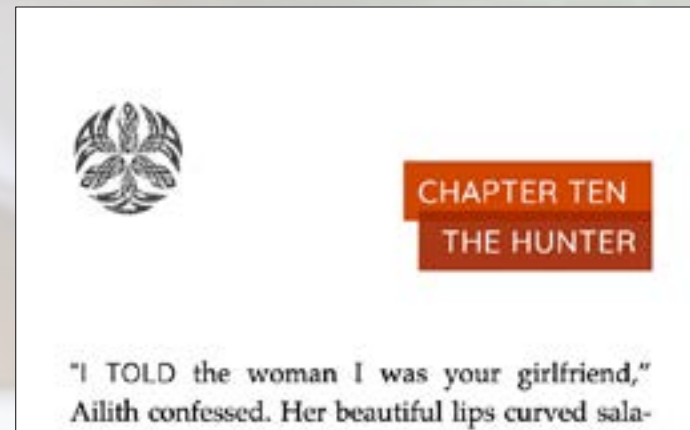 CHAPTER TEN
THE HUNTER
"I TOLD the woman I was your girlfriend,"
Ailith confessed. Her beautiful lips curved sala-